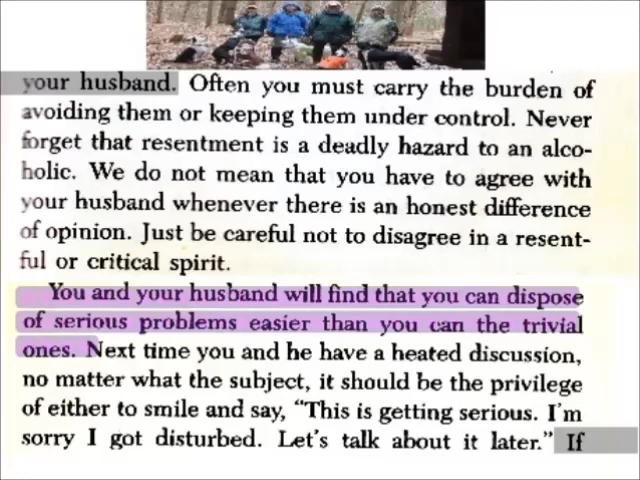 your husband. Often you must carry the burden of
avoiding them or keeping them under control. Never
forget that resentment is a deadly hazard to an alco-
holic. We do not mean that you have to agree with
your husband whenever there is an honest difference
of opinion. Just be careful not to disagree in a resent-
ful or critical spirit.
You and your husband will find that you can dispose
of serious problems easier than you can the trivial
ones. Next time you and he have a heated discussion,
no matter what the subject, it should be the privilege
of either to smile and say, “This is getting serious. I’m
sorry I got disturbed. Let’s talk about it later.” If